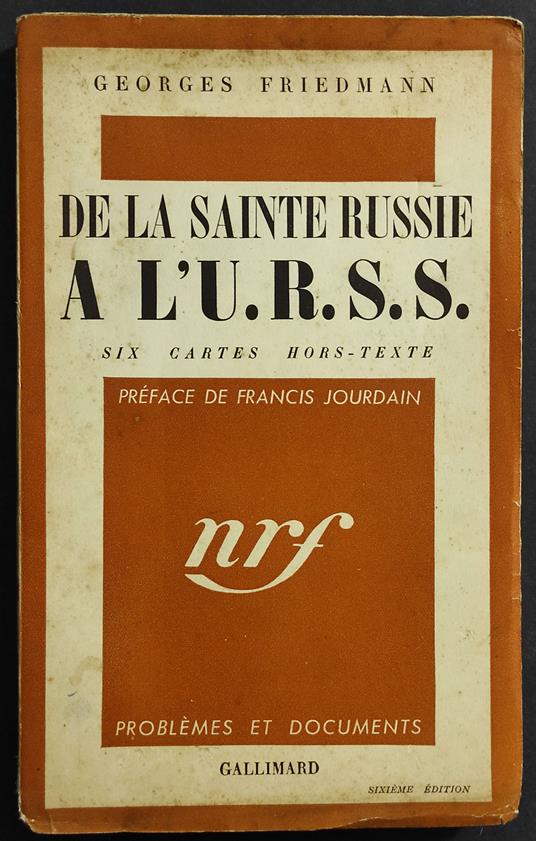 GEORGES FRIEDMANN
DE LA SAINTE RUSSIE
A L'U.R.S.S.
SIX CARTES HORS-TEXTE
PRÉFACE DE FRANCIS JOURDAIN
nrf
PROBLÈMES ET DOCUMENTS
GALLIMARD
SIXIÈME ÉDITION